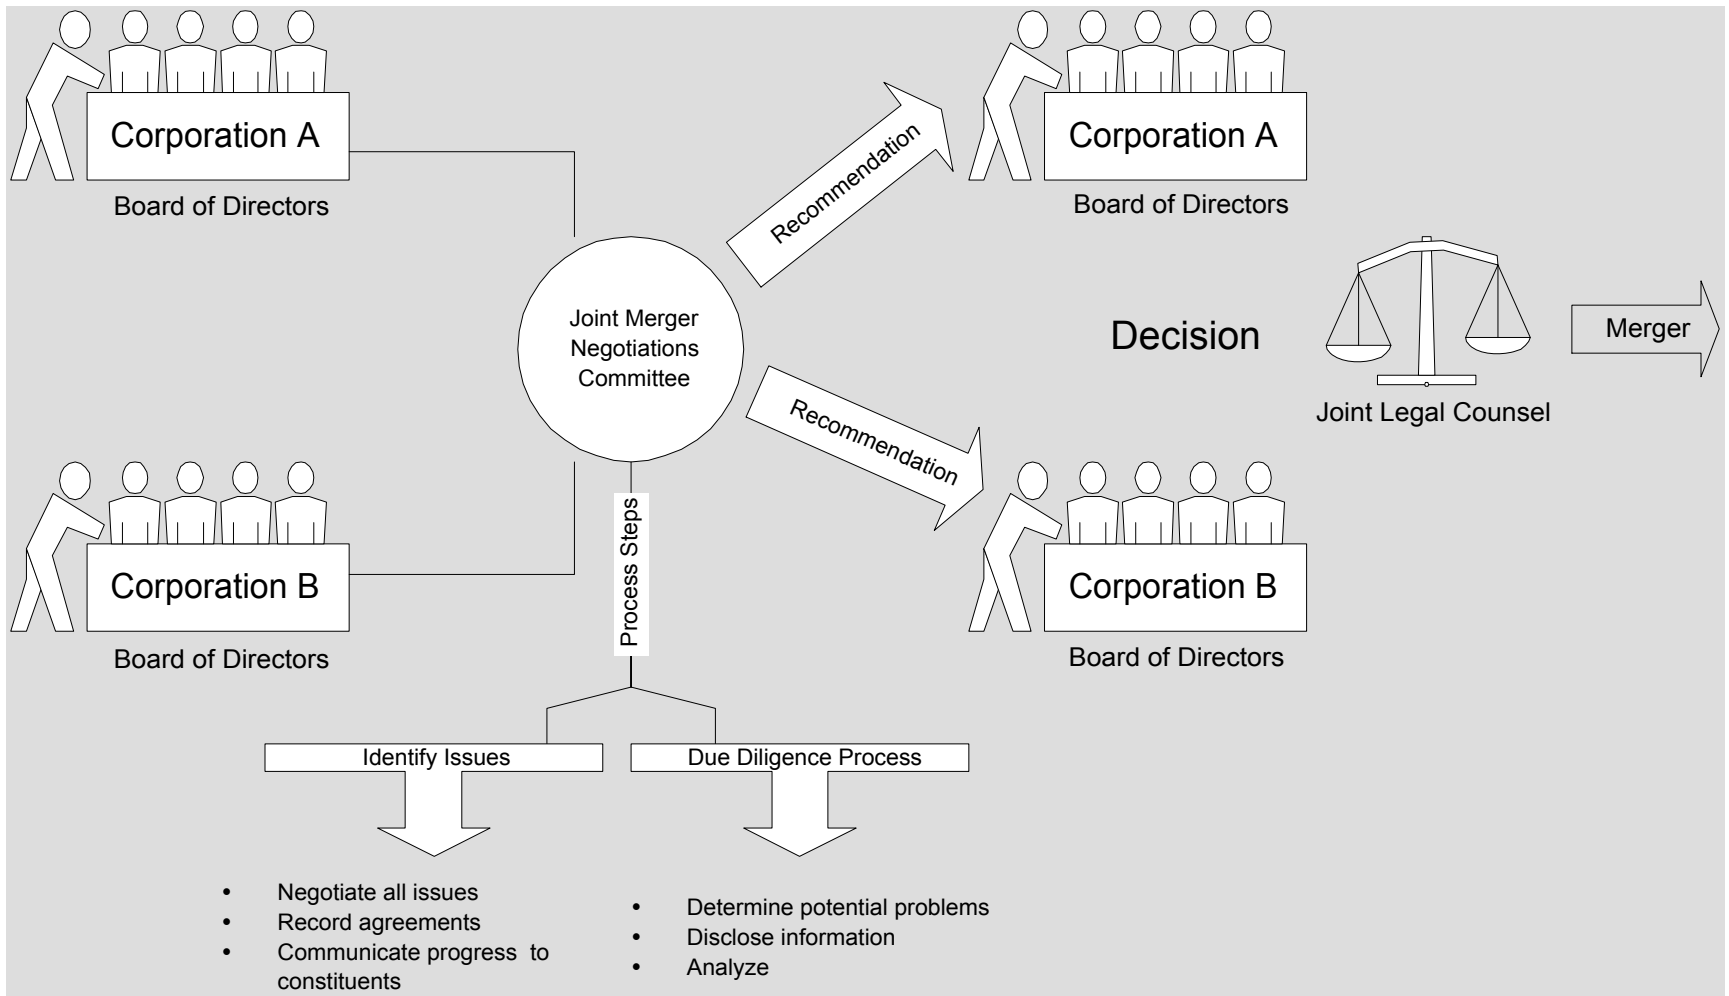 Corporation A
Board of Directors
Recommendation
Corporation A
Board of Directors
Joint Merger
Negotiations
Committee
Decision
Merger
Joint Legal Counsel
Recommendation
Corporation B
Board of Directors
Process Steps
Corporation B
Board of Directors
Identify Issues
Due Diligence Process
• Negotiate all issues
• Record agreements
• Communicate progress to
constituents
• Determine potential problems
• Disclose information
• Analyze